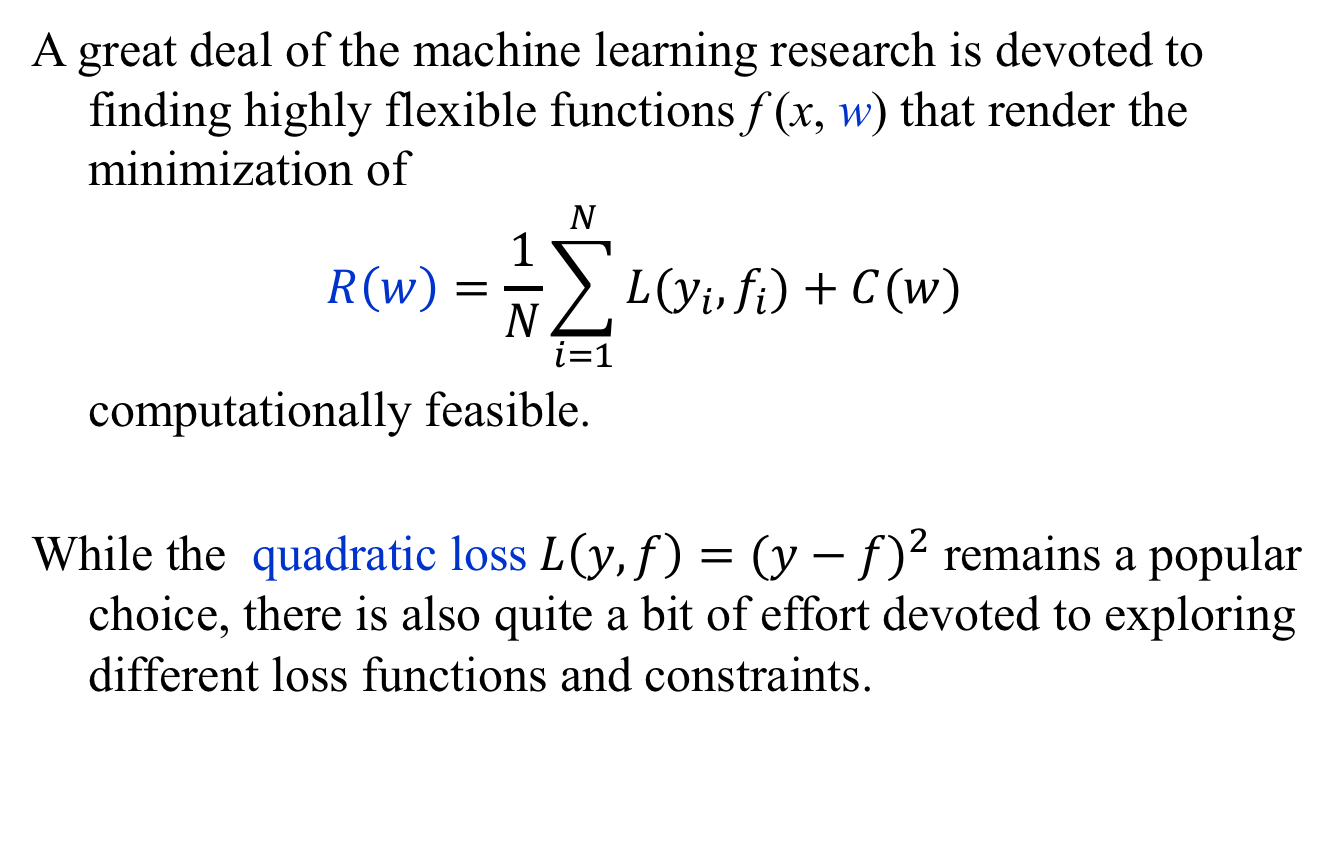 A great deal of the machine learning research is devoted to
finding highly flexible functions f (x, w) that render the
minimization of
R(w) = \frac{1}{N} \sum_{i=1}^{N} L(y_i, f_i) + C(w)
computationally feasible.
While the quadratic loss L(y, f) = (y − f)² remains a popular
choice, there is also quite a bit of effort devoted to exploring
different loss functions and constraints.